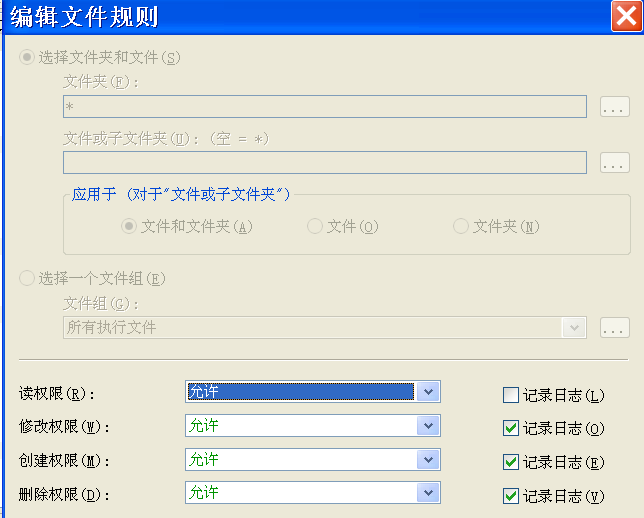 编辑文件规则
选择文件夹和文件(S)
文件夹(F):
*
...
文件或子文件夹(U): (空 = *)
...
应用于 (对于"文件或子文件夹")
文件和文件夹(A) 文件(O) 文件夹(N)
选择一个文件组(E)
文件组(G):
所有执行文件
...
读权限(R): 允许 记录日志(L)
修改权限(W): 允许 记录日志(O)
创建权限(M): 允许 记录日志(E)
删除权限(D): 允许 记录日志(V)